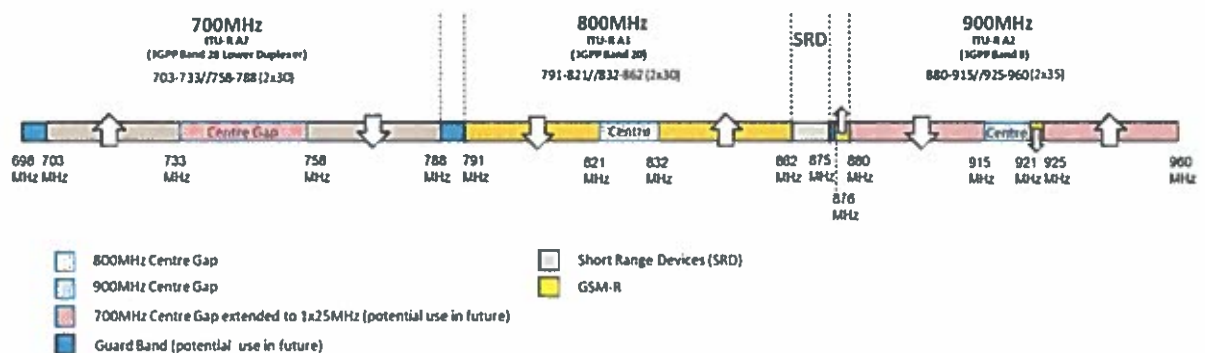 700MHz
ITU-R A7
(3GPP Band 28 Lower Duplexer)
703-733//758-788 (2x30)
800MHz
ITU-R A3
(3GPP Band 20)
791-821//832-862 (2x30)
SRD
900MHz
ITU-R A2
(3GPP Band 8)
880-915//925-960 (2x35)
Centre Gap
Centre
Centre
698 MHz
703 MHz
733 MHz
758 MHz
788 MHz
791 MHz
821 MHz
832 MHz
862 MHz
875 MHz
876 MHz
880 MHz
915 MHz
921 MHz
925 MHz
960 MHz
800MHz Centre Gap
900MHz Centre Gap
700MHz Centre Gap extended to 1x25MHz (potential use in future)
Guard Band (potential use in future)
Short Range Devices (SRD)
GSM-R